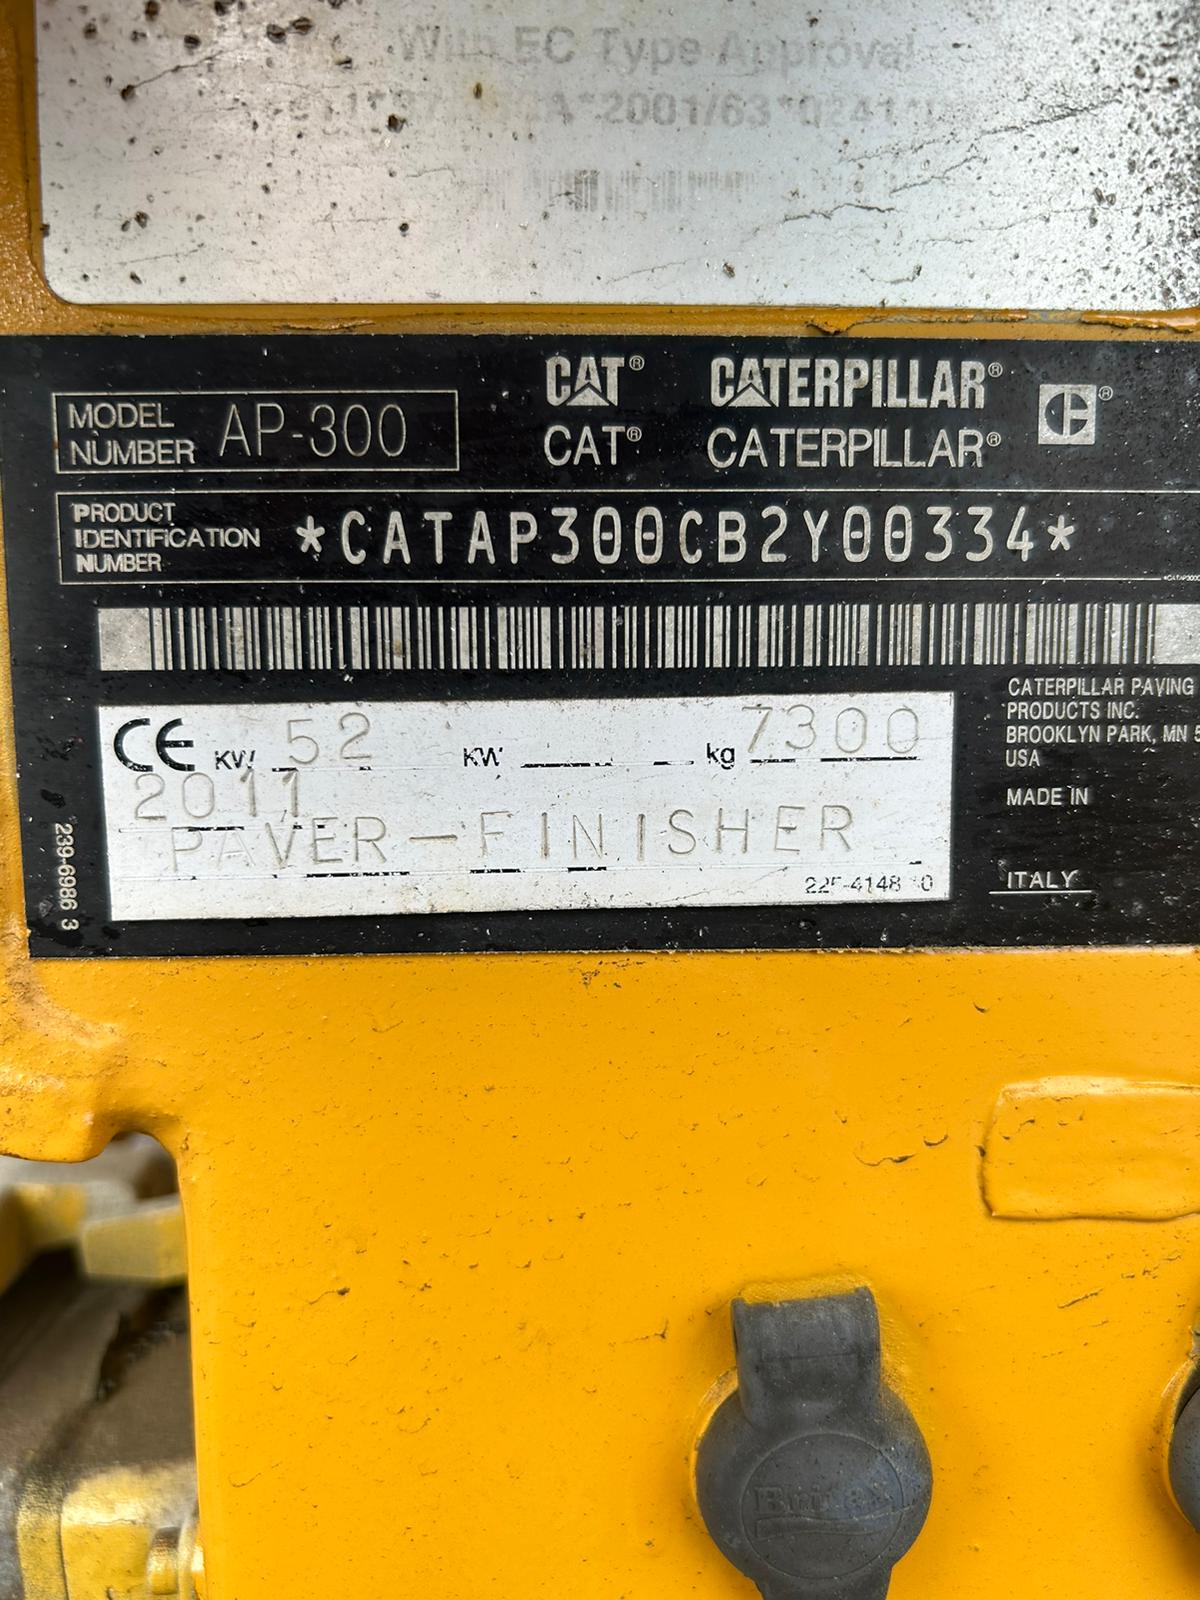 With EC Type Approval
MODEL
NUMBER AP-300
CAT® CATERPILLAR®
CAT® CATERPILLAR®
PRODUCT
IDENTIFICATION
NUMBER
*CATAP300CB2Y00334*
CE KW 52 KW kg 7300
2011
PAVER-FINISHER
239-6986 3
CATERPILLAR PAVING
PRODUCTS INC.
BROOKLYN PARK, MN
USA
MADE IN
ITALY